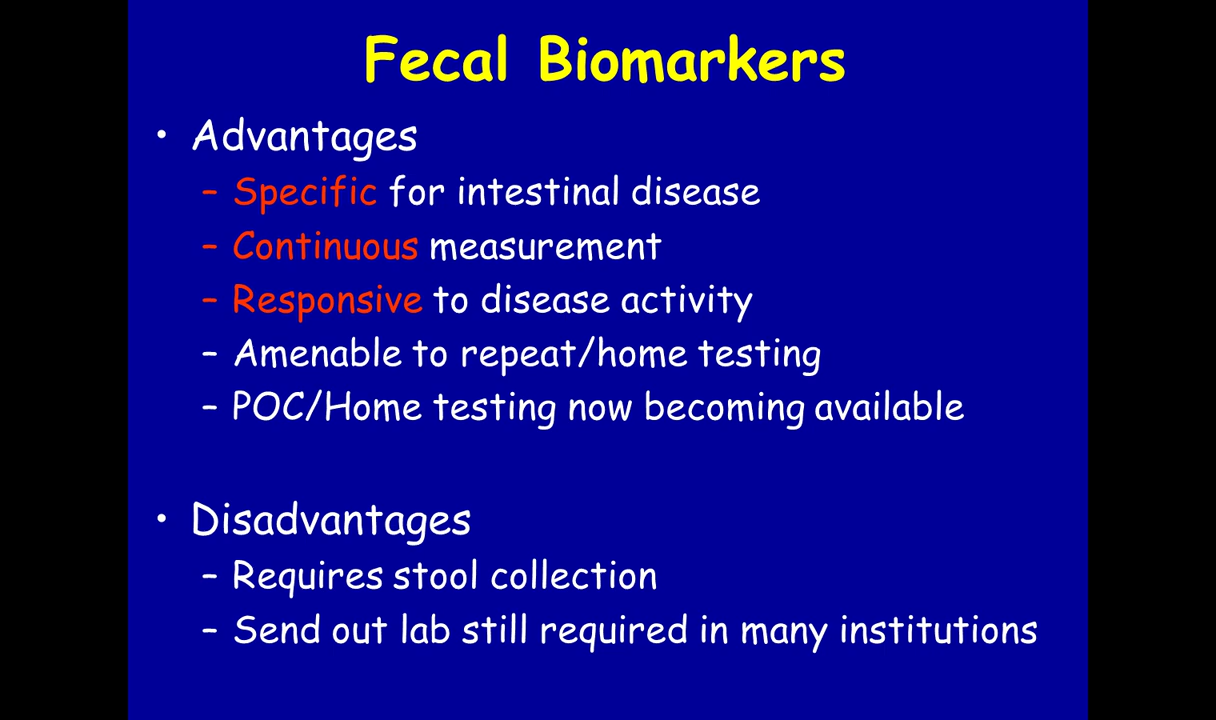 Fecal Biomarkers
• Advantages
– Specific for intestinal disease
– Continuous measurement
– Responsive to disease activity
– Amenable to repeat/home testing
– POC/Home testing now becoming available
• Disadvantages
– Requires stool collection
– Send out lab still required in many institutions